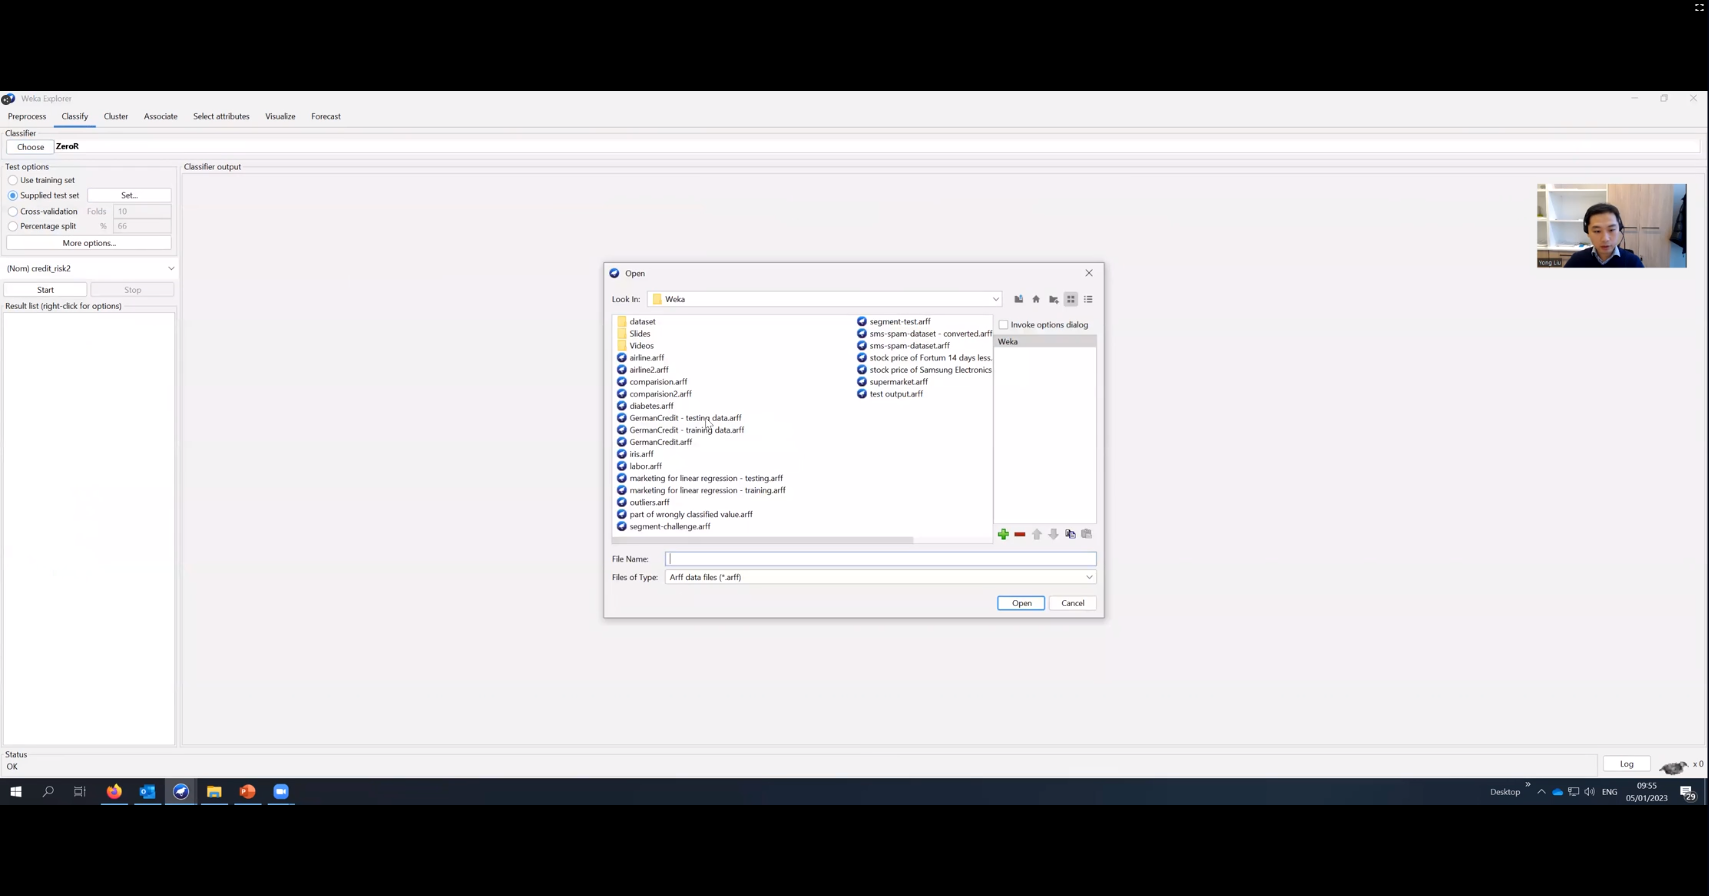 Weka Explorer
Preprocess Classify Cluster Associate Select attributes Visualize Forecast
Classifier
Choose ZeroR
Test options
Use training set
Supplied test set Set...
Cross-validation Folds 10
Percentage split % 66
More options...
(Nom) credit_risk2
Start Stop
Result list (right-click for options)
Classifier output
Yong Liu
Open
Look In: Weka
dataset
Slides
Videos
airline.arff
airline2.arff
comparision.arff
comparision2.arff
diabetes.arff
GermanCredit - testing data.arff
GermanCredit - training data.arff
GermanCredit.arff
iris.arff
labor.arff
marketing for linear regression - testing.arff
marketing for linear regression - training.arff
outliers.arff
part of wrongly classified value.arff
segment-challenge.arff
segment-test.arff
sms-spam-dataset - converted.arff
sms-spam-dataset.arff
stock price of Fortum 14 days less.
stock price of Samsung Electronics
supermarket.arff
test output.arff
Invoke options dialog
Weka
File Name:
Files of Type: Arff data files (*.arff)
Open Cancel
Status
OK
Log x 0
Desktop » ENG 09:55
05/01/2023 29